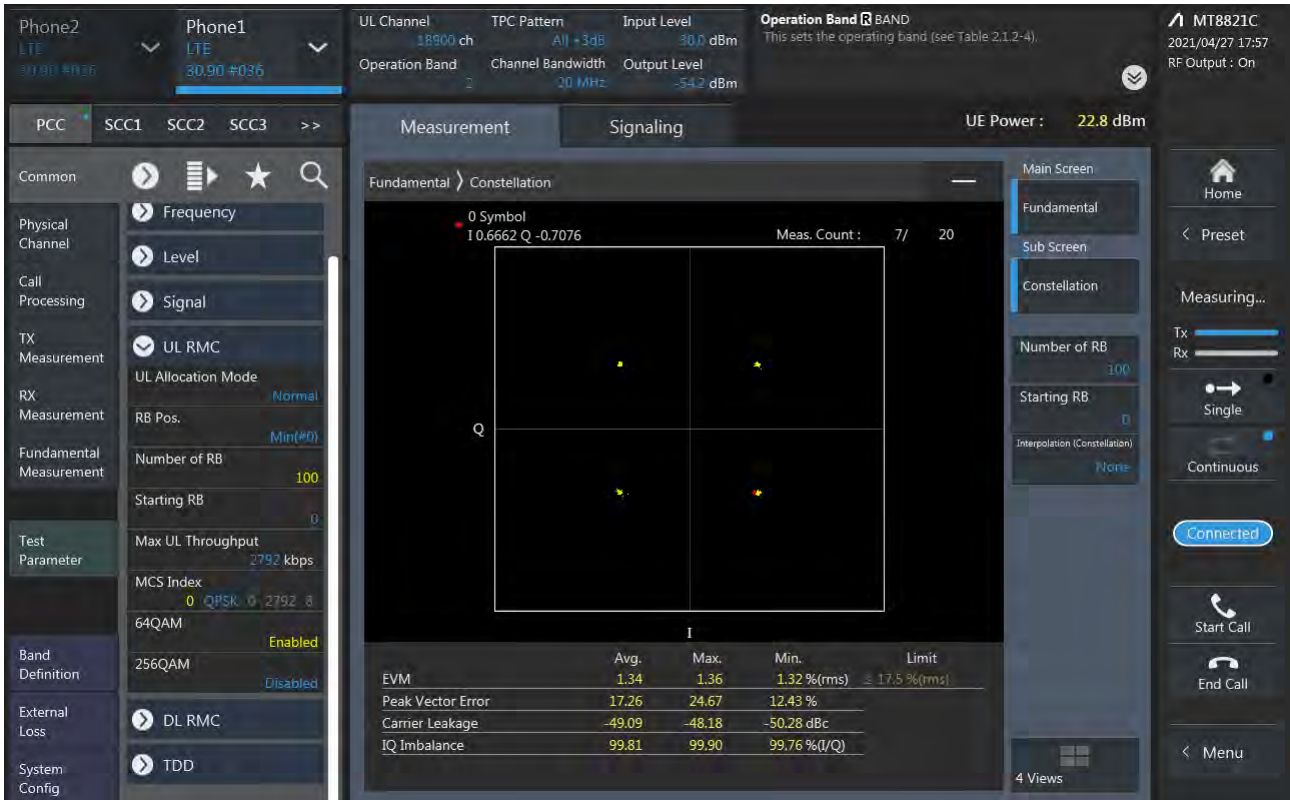 Phone2
LTE
30.90 #036
Phone1
LTE
30.90 #036
UL Channel
18900 ch
Operation Band
2
TPC Pattern
All +3dB
Channel Bandwidth
20 MHz
Input Level
30.0 dBm
Output Level
-54.2 dBm
Operation Band R BAND
This sets the operating band (see Table 2.1.2-4).
MT8821C
2021/04/27 17:57
RF Output : On
PCC SCC1 SCC2 SCC3 >>
Measurement
Signaling
UE Power : 22.8 dBm
Common
Physical
Channel
Call
Processing
TX
Measurement
RX
Measurement
Fundamental
Measurement
Test
Parameter
Band
Definition
External
Loss
System
Config
Frequency
Level
Signal
UL RMC
UL Allocation Mode
Normal
RB Pos.
Min(#0)
Number of RB
100
Starting RB
0
Max UL Throughput
2792 kbps
MCS Index
0 QPSK 0 2792 8
64QAM
Enabled
256QAM
Disabled
DL RMC
TDD
Fundamental > Constellation
0 Symbol
I 0.6662 Q -0.7076
Meas. Count : 7/ 20
Q
I
Avg. Max. Min. Limit
EVM 1.34 1.36 1.32 %(rms) ≤ 17.5 %(rms)
Peak Vector Error 17.26 24.67 12.43 %
Carrier Leakage -49.09 -48.18 -50.28 dBc
IQ Imbalance 99.81 99.90 99.76 %(I/Q)
Main Screen
Fundamental
Sub Screen
Constellation
Number of RB
100
Starting RB
0
Interpolation (Constellation)
None
4 Views
Home
< Preset
Measuring...
Tx
Rx
Single
Continuous
Connected
Start Call
End Call
< Menu